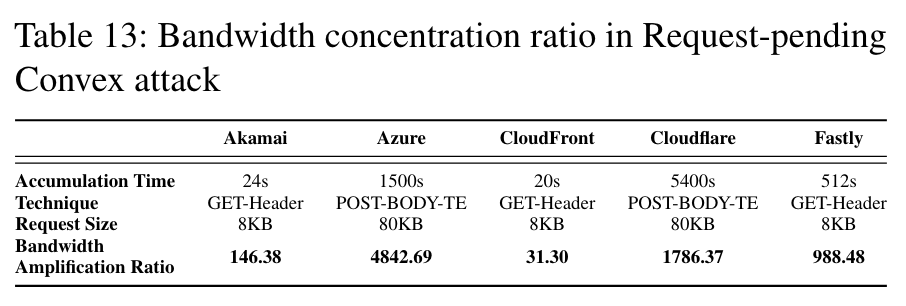 Table 13: Bandwidth concentration ratio in Request-pending
Convex attack
Akamai Azure CloudFront Cloudflare Fastly
Accumulation Time 24s 1500s 20s 5400s 512s
Technique GET-Header POST-BODY-TE GET-Header POST-BODY-TE GET-Header
Request Size 8KB 80KB 8KB 80KB 8KB
Bandwidth
Amplification Ratio 146.38 4842.69 31.30 1786.37 988.48